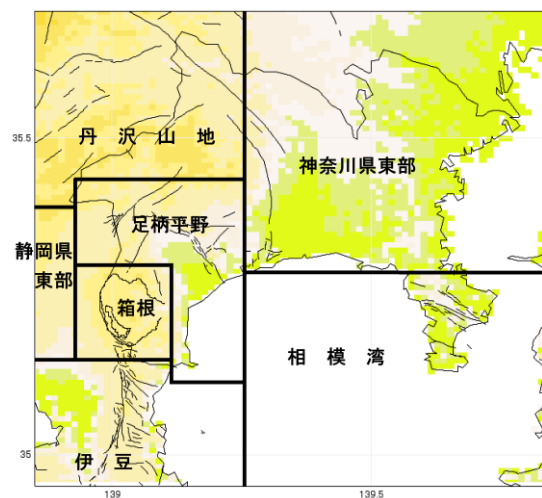 35.5
丹 沢 山 地
神奈川県東部
足柄平野
静岡県
東部
箱根
相 模 湾
35
伊 豆
139
139.5